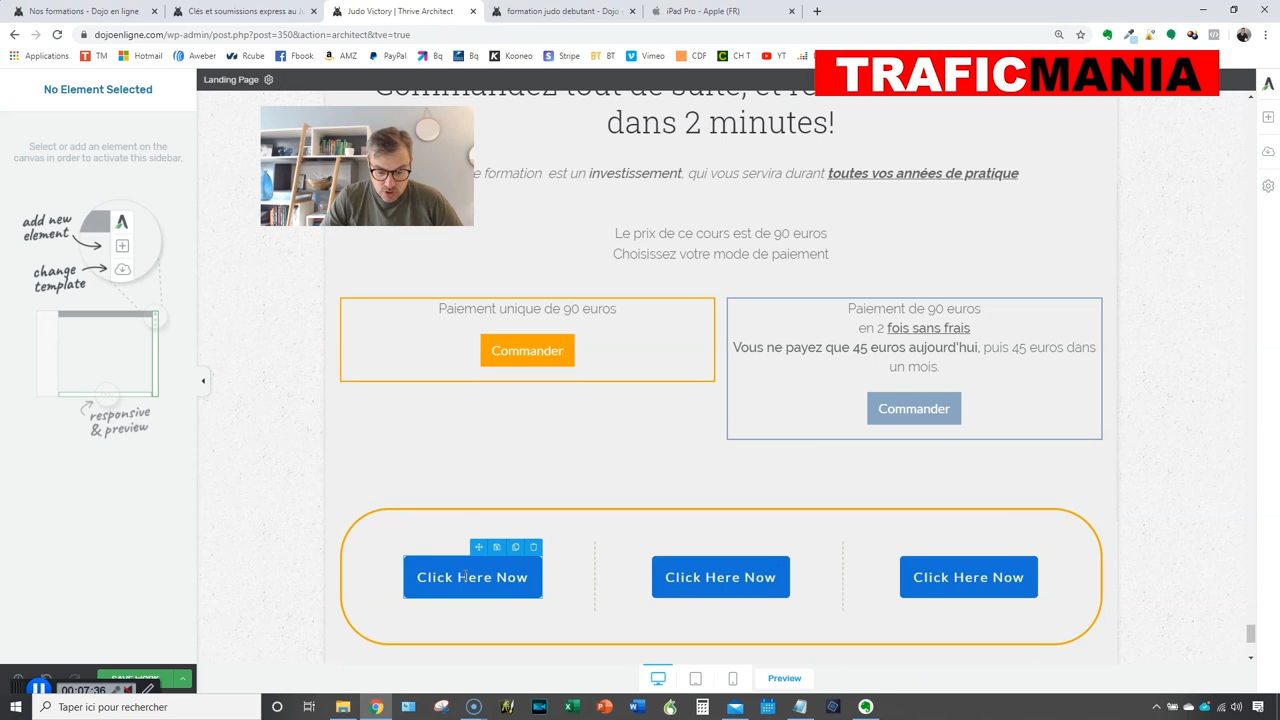 Nos formations - Dojo en ligne
Clés et soumissions express au J
Judo Victory | Thrive Architect
formation judo debutant - Dojo
iPad Pro - Apple (FR)
dojoenligne.com/wp-admin/post.php?post=350&action=architect&tve=true
Applications TM Hotmail Aweber Rcube Ebook AMZ Bq Kooneo Stripe BT Vimeo CDF CH T YT
TRAFICMANIA
Landing Page
No Element Selected
Select or add an element on the
canvas in order to activate this sidebar.
add new
element
change
template
responsive
& preview
dans 2 minutes!
e formation est un investissement, qui vous servira durant toutes vos années de pratique
Le prix de ce cours est de 90 euros
Choisissez votre mode de paiement
Paiement unique de 90 euros
Commander
Paiement de 90 euros
en 2 fois sans frais
Vous ne payez que 45 euros aujourd'hui, puis 45 euros dans
un mois.
Commander
Click Here Now
Click Here Now
Click Here Now
SAVE WORK
00:07:36
Preview
Taper ici pour rechercher